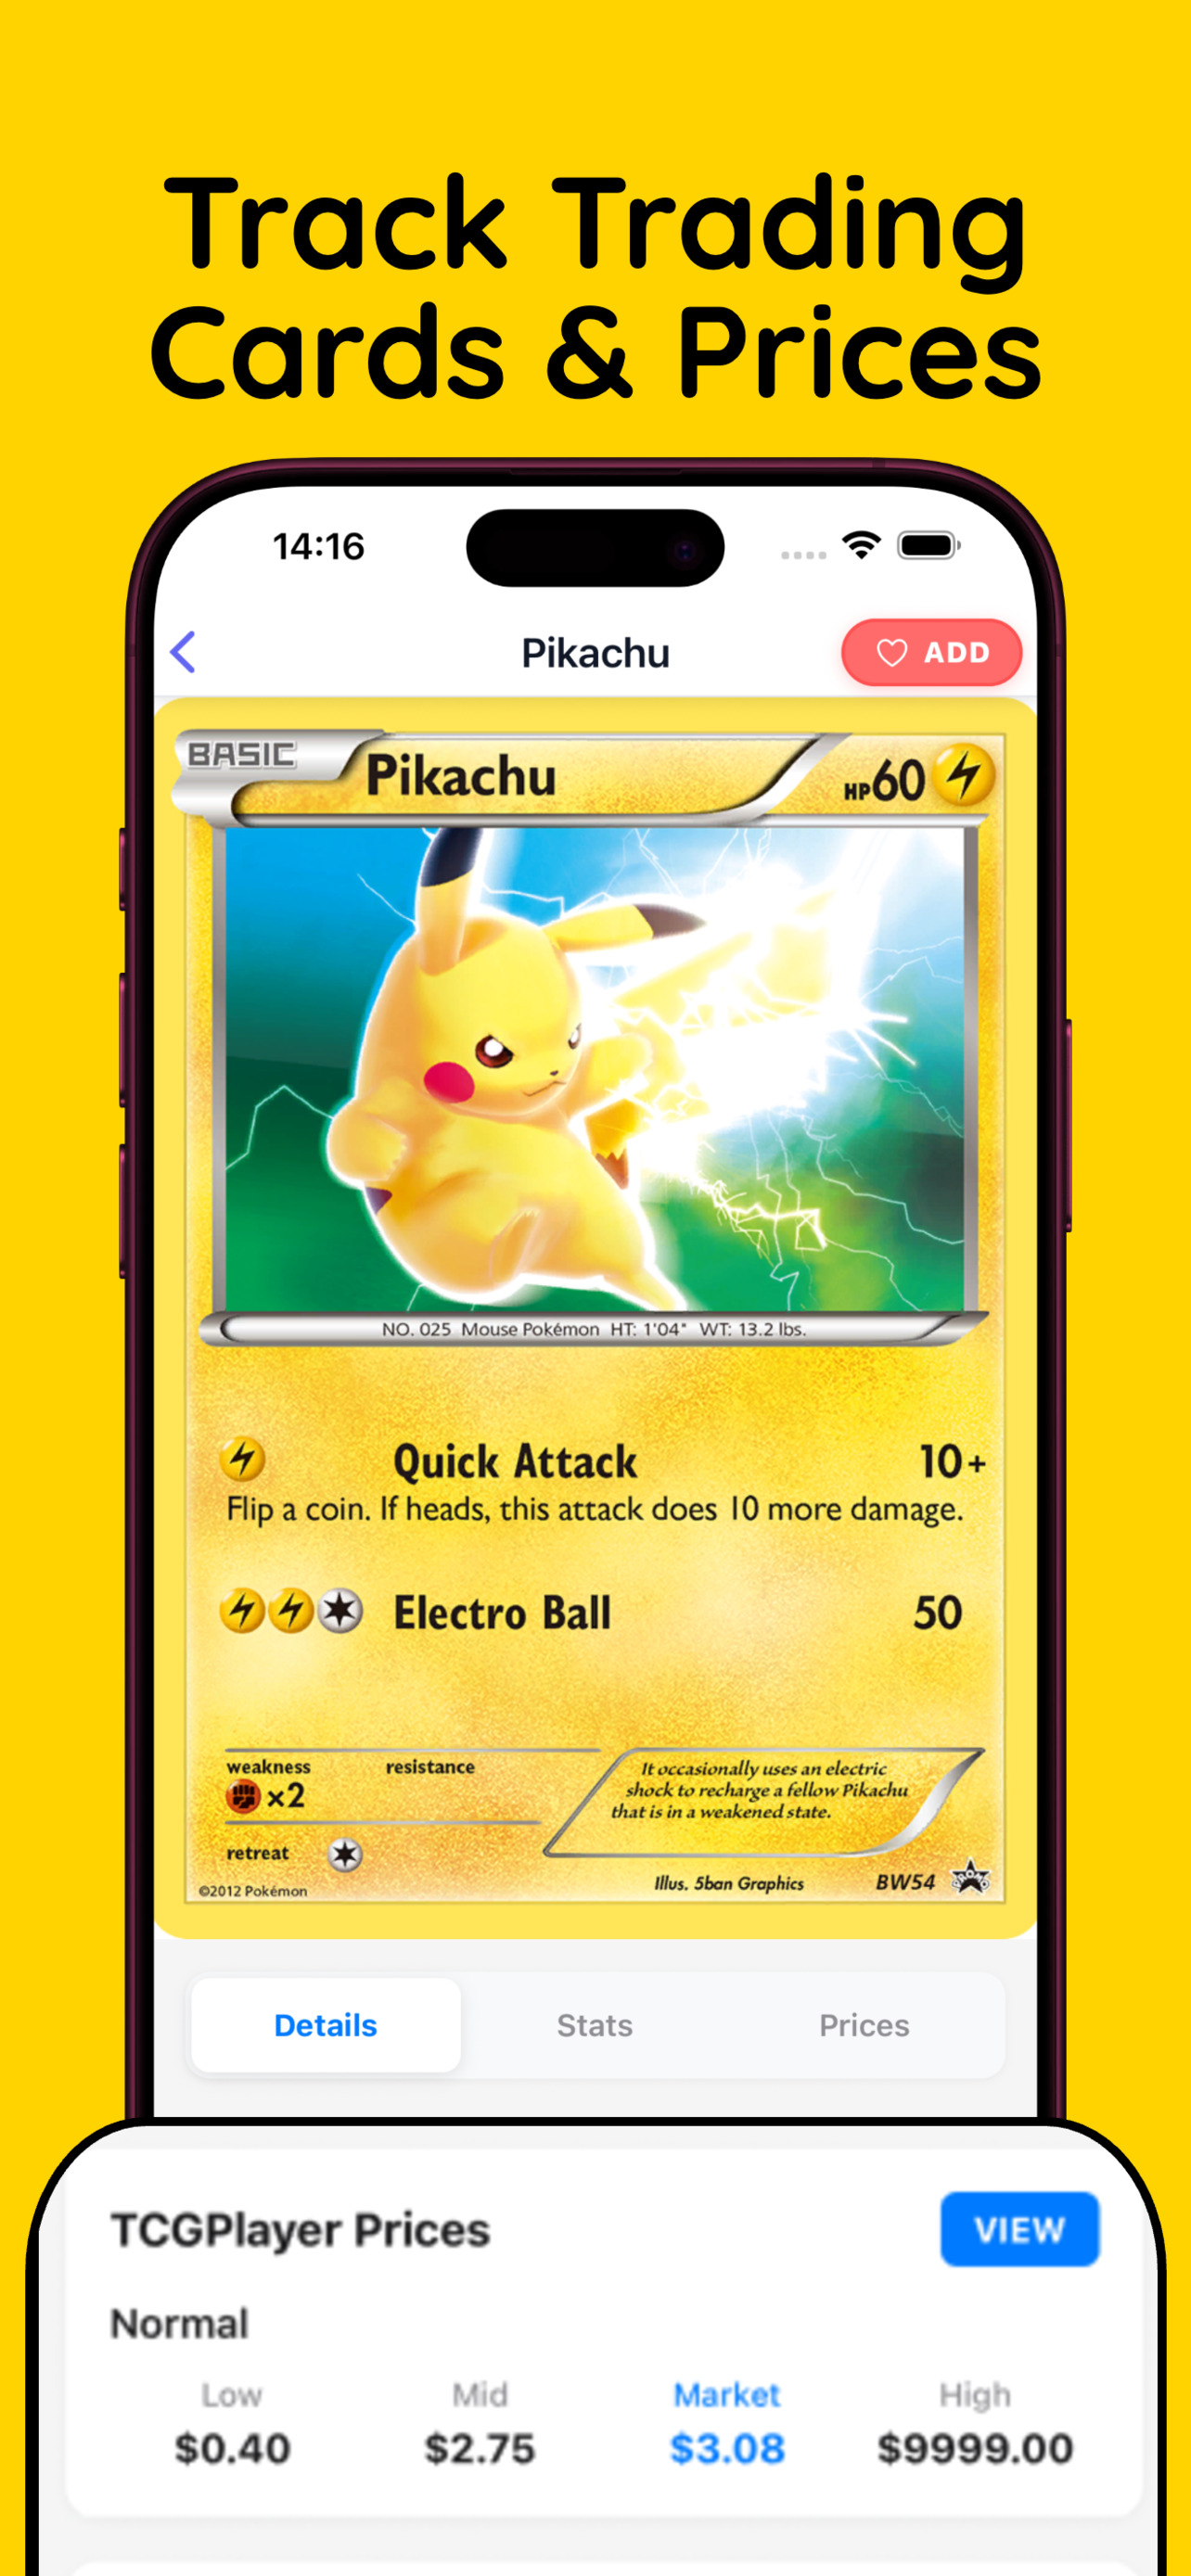 Track Trading
Cards & Prices
14:16
Pikachu
ADD
BASIC
Pikachu
HP60
NO. 025 Mouse Pokémon HT: 1'04" WT: 13.2 lbs.
Quick Attack 10+
Flip a coin. If heads, this attack does 10 more damage.
Electro Ball 50
weakness resistance
×2
It occasionally uses an electric
shock to recharge a fellow Pikachu
that is in a weakened state.
retreat
©2012 Pokémon
Illus. 5ban Graphics BW54
PROMO
Details Stats Prices
TCGPlayer Prices VIEW
Normal
Low Mid Market High
$0.40 $2.75 $3.08 $9999.00